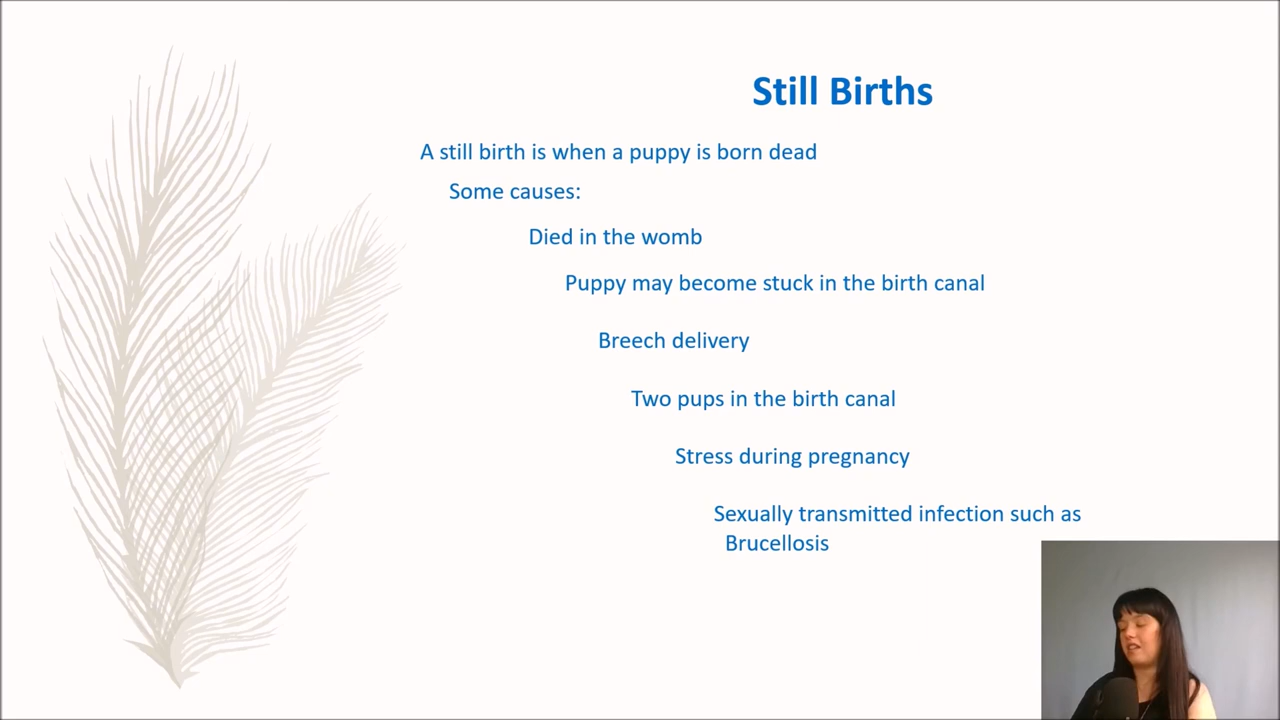 Still Births
A still birth is when a puppy is born dead
Some causes:
Died in the womb
Puppy may become stuck in the birth canal
Breech delivery
Two pups in the birth canal
Stress during pregnancy
Sexually transmitted infection such as
Brucellosis